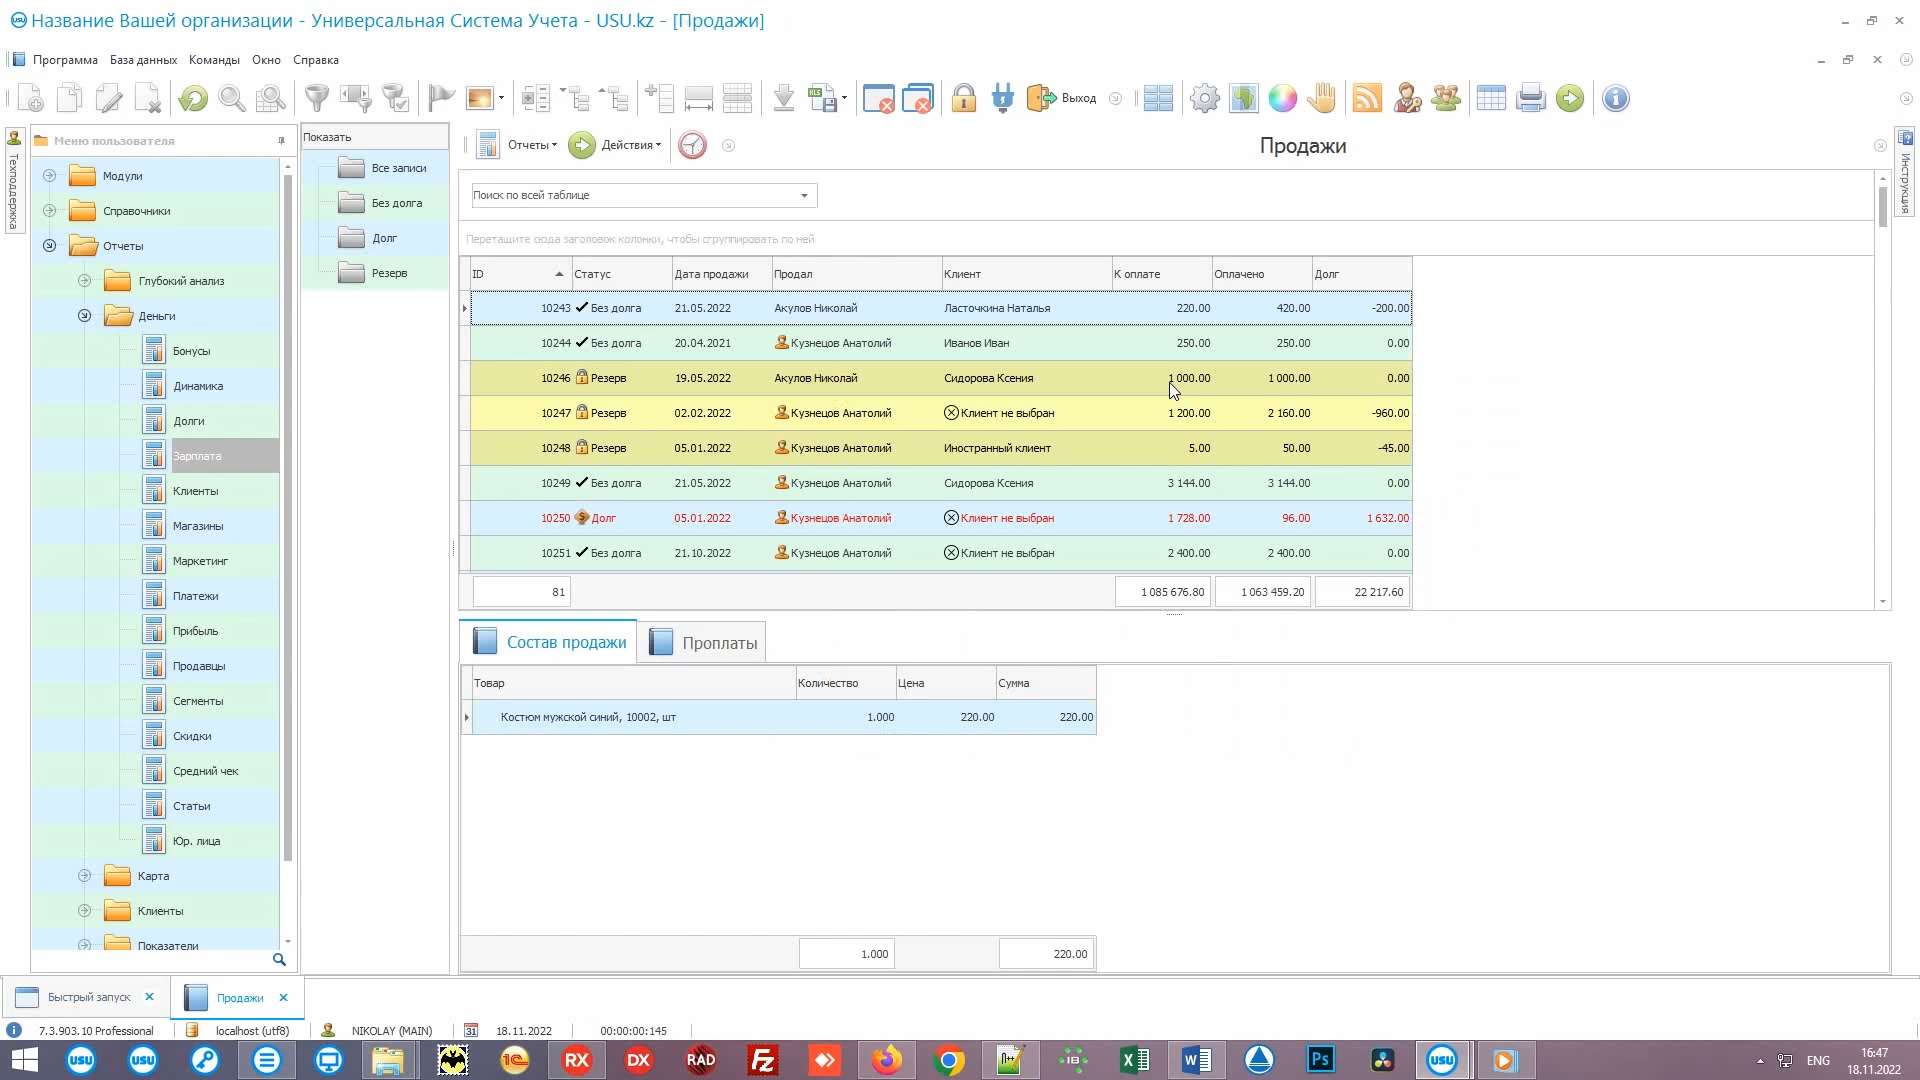 Название Вашей организации - Универсальная Система Учета - USU.kz - [Продажи]
Программа База данных Команды Окно Справка
Выход
Техподдержка
Меню пользователя
Модули
Справочники
Отчеты
Глубокий анализ
Деньги
Бонусы
Динамика
Долги
Зарплата
Клиенты
Магазины
Маркетинг
Платежи
Прибыль
Продавцы
Сегменты
Скидки
Средний чек
Статьи
Юр. лица
Карта
Клиенты
Показатели
Показать
Все записи
Без долга
Долг
Резерв
Отчеты Действия
Продажи
Инструкция
Поиск по всей таблице
Перетащите сюда заголовок колонки, чтобы сгруппировать по ней
ID Статус Дата продажи Продал Клиент К оплате Оплачено Долг
10243 Без долга 21.05.2022 Акулов Николай Ласточкина Наталья 220.00 420.00 -200.00
10244 Без долга 20.04.2021 Кузнецов Анатолий Иванов Иван 250.00 250.00 0.00
10246 Резерв 19.05.2022 Акулов Николай Сидорова Ксения 1 000.00 1 000.00 0.00
10247 Резерв 02.02.2022 Кузнецов Анатолий Клиент не выбран 1 200.00 2 160.00 -960.00
10248 Резерв 05.01.2022 Кузнецов Анатолий Иностранный клиент 5.00 50.00 -45.00
10249 Без долга 21.05.2022 Кузнецов Анатолий Сидорова Ксения 3 144.00 3 144.00 0.00
10250 Долг 05.01.2022 Кузнецов Анатолий Клиент не выбран 1 728.00 96.00 1 632.00
10251 Без долга 21.10.2022 Кузнецов Анатолий Клиент не выбран 2 400.00 2 400.00 0.00
81 1 085 676.80 1 063 459.20 22 217.60
Состав продажи Проплаты
Товар Количество Цена Сумма
Костюм мужской синий, 10002, шт 1.000 220.00 220.00
1.000 220.00
Быстрый запуск Продажи
7.3.903.10 Professional localhost (utf8) NIKOLAY (MAIN) 31 18.11.2022 00:00:00:145
USU USU 1C RX DX RAD FZ IB Ps USU
ENG
16:47
18.11.2022